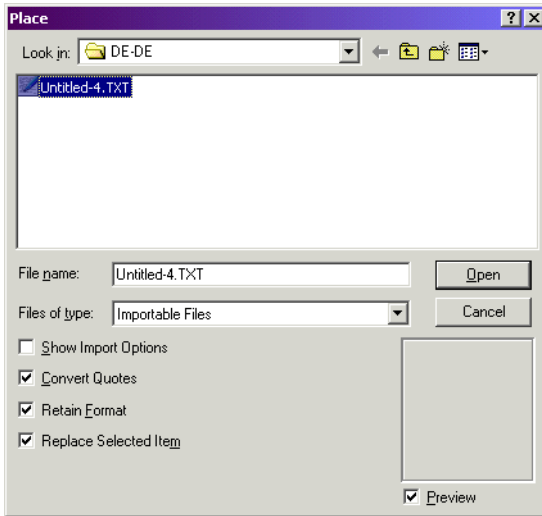 Place
Look in: DE-DE
Untitled-4.TXT
File name: Untitled-4.TXT Open
Files of type: Importable Files Cancel
Show Import Options
Convert Quotes
Retain Format
Replace Selected Item
Preview